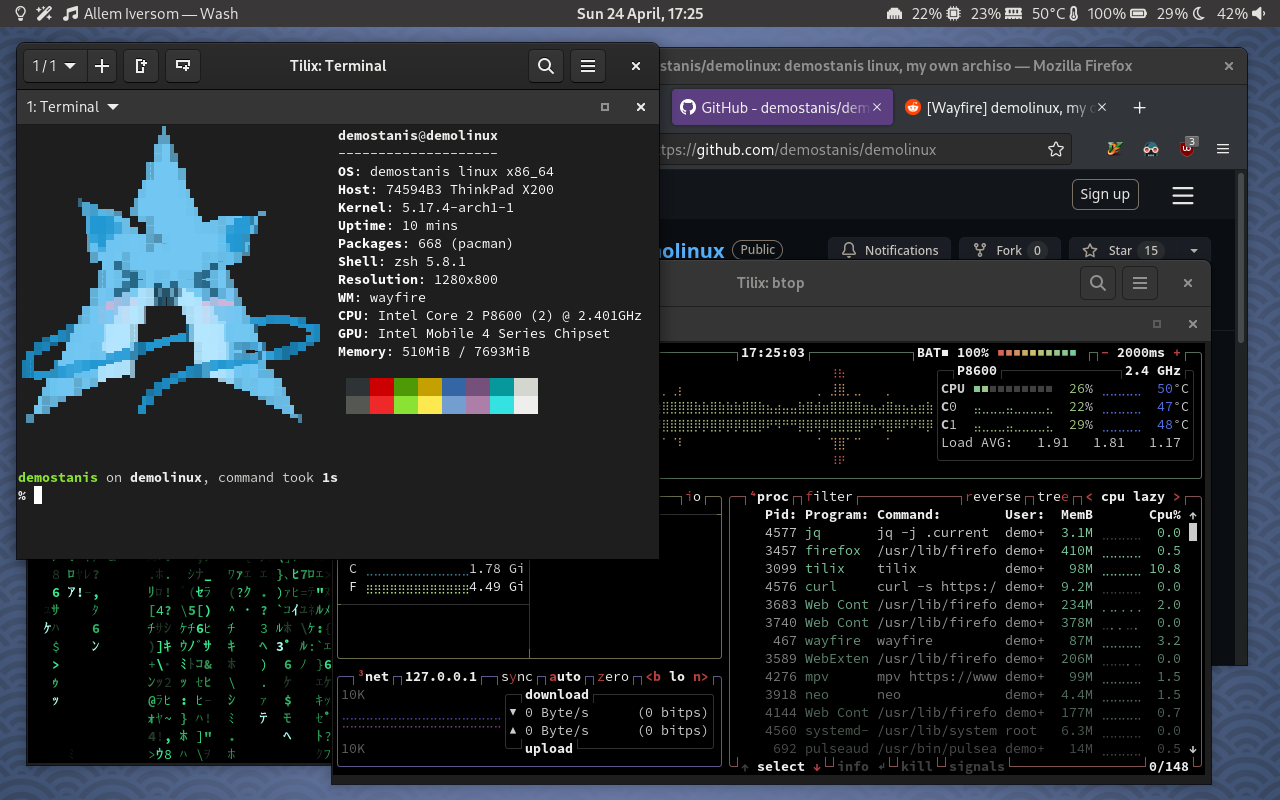 Allem Iversom — Wash
Sun 24 April, 17:25
22% 23% 50°C 100% 29% 42%
1 / 1
Tilix: Terminal
1: Terminal
demostanis@demolinux
--------------------
OS: demostanis linux x86_64
Host: 74594B3 ThinkPad X200
Kernel: 5.17.4-arch1-1
Uptime: 10 mins
Packages: 668 (pacman)
Shell: zsh 5.8.1
Resolution: 1280x800
WM: wayfire
CPU: Intel Core 2 P8600 (2) @ 2.401GHz
GPU: Intel Mobile 4 Series Chipset
Memory: 510MiB / 7693MiB
demostanis on demolinux, command took 1s
%
stanis/demolinux: demostanis linux, my own archiso — Mozilla Firefox
GitHub - demostanis/dem
[Wayfire] demolinux, my c
tps://github.com/demostanis/demolinux
3
Sign up
olinux Public
Notifications
Fork 0
Star 15
Tilix: btop
17:25:03
BAT■ 100%
- 2000ms +
P8600 2.4 GHz
CPU 26% 50°C
C0 22% 47°C
C1 29% 48°C
Load AVG: 1.91 1.81 1.17
io
C 1.78 Gi
F 4.49 Gi
4proc filter reverse tree < cpu lazy >
Pid: Program: Command: User: MemB Cpu% ↑
4577 jq jq -j .current demo+ 3.1M 0.0
3457 firefox /usr/lib/firefo demo+ 410M 0.5
3099 tilix tilix demo+ 98M 10.8
4576 curl curl -s https:/ demo+ 9.2M 0.0
3683 Web Cont /usr/lib/firefo demo+ 234M 2.0
3740 Web Cont /usr/lib/firefo demo+ 378M 0.0
467 wayfire wayfire demo+ 87M 3.2
3589 WebExten /usr/lib/firefo demo+ 206M 0.0
4276 mpv mpv https://www demo+ 99M 1.5
3918 neo neo demo+ 4.4M 1.5
4144 Web Cont /usr/lib/firefo demo+ 177M 0.7
4560 systemd- /usr/lib/system root 6.3M 0.0
692 pulseaud /usr/bin/pulsea demo+ 14M 0.5 ↓
↑ select ↓ info ↲ kill signals 0/148
3net 127.0.0.1 sync auto zero <b lo n>
10K
10K
download
▼ 0 Byte/s (0 bitps)
▲ 0 Byte/s (0 bitps)
upload